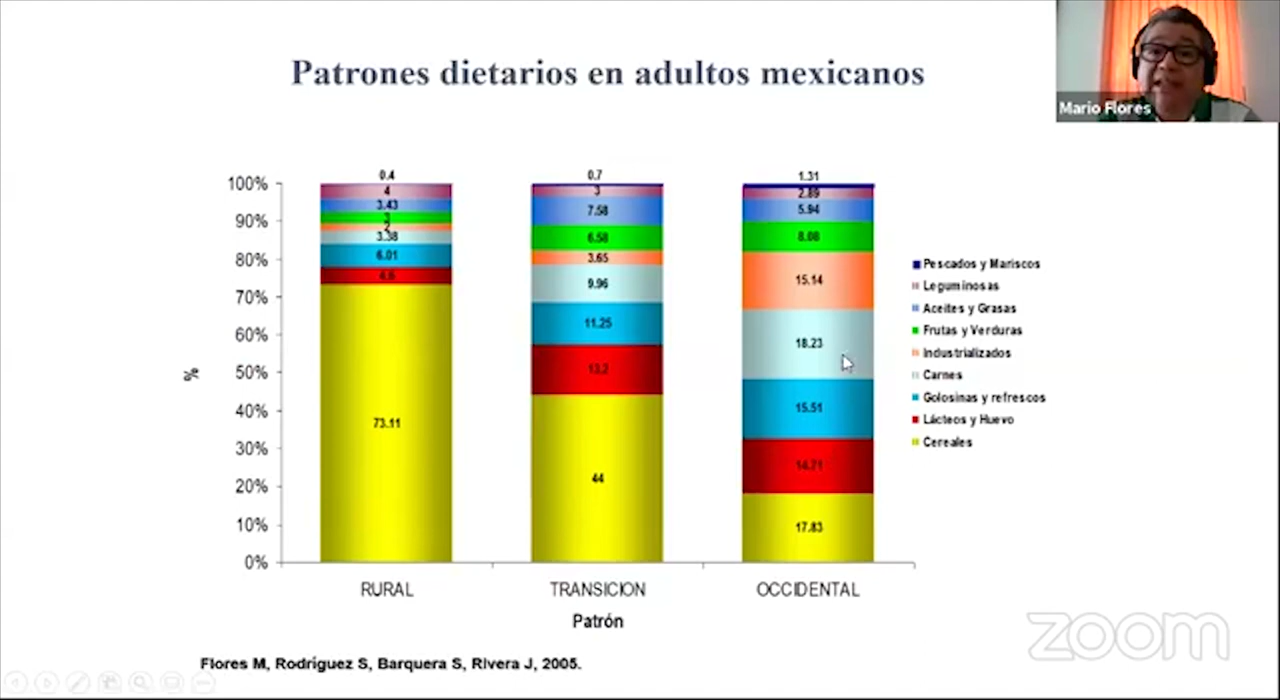 Patrones dietarios en adultos mexicanos
Mario Flores
0.4
0.7
1.31
100%
90%
80%
70%
60%
50%
40%
30%
20%
10%
0%
%
4
3.43
3
2
3.38
6.01
4.6
73.11
3
7.58
6.58
3.65
9.96
11.25
13.2
44
2.89
5.94
8.08
15.14
18.23
15.51
14.71
17.83
Pescados y Mariscos
Leguminosas
Aceites y Grasas
Frutas y Verduras
Industrializados
Carnes
Golosinas y refrescos
Lácteos y Huevo
Cereales
RURAL
TRANSICION
OCCIDENTAL
Patrón
zoom
Flores M, Rodríguez S, Barquera S, RIvera J, 2005.